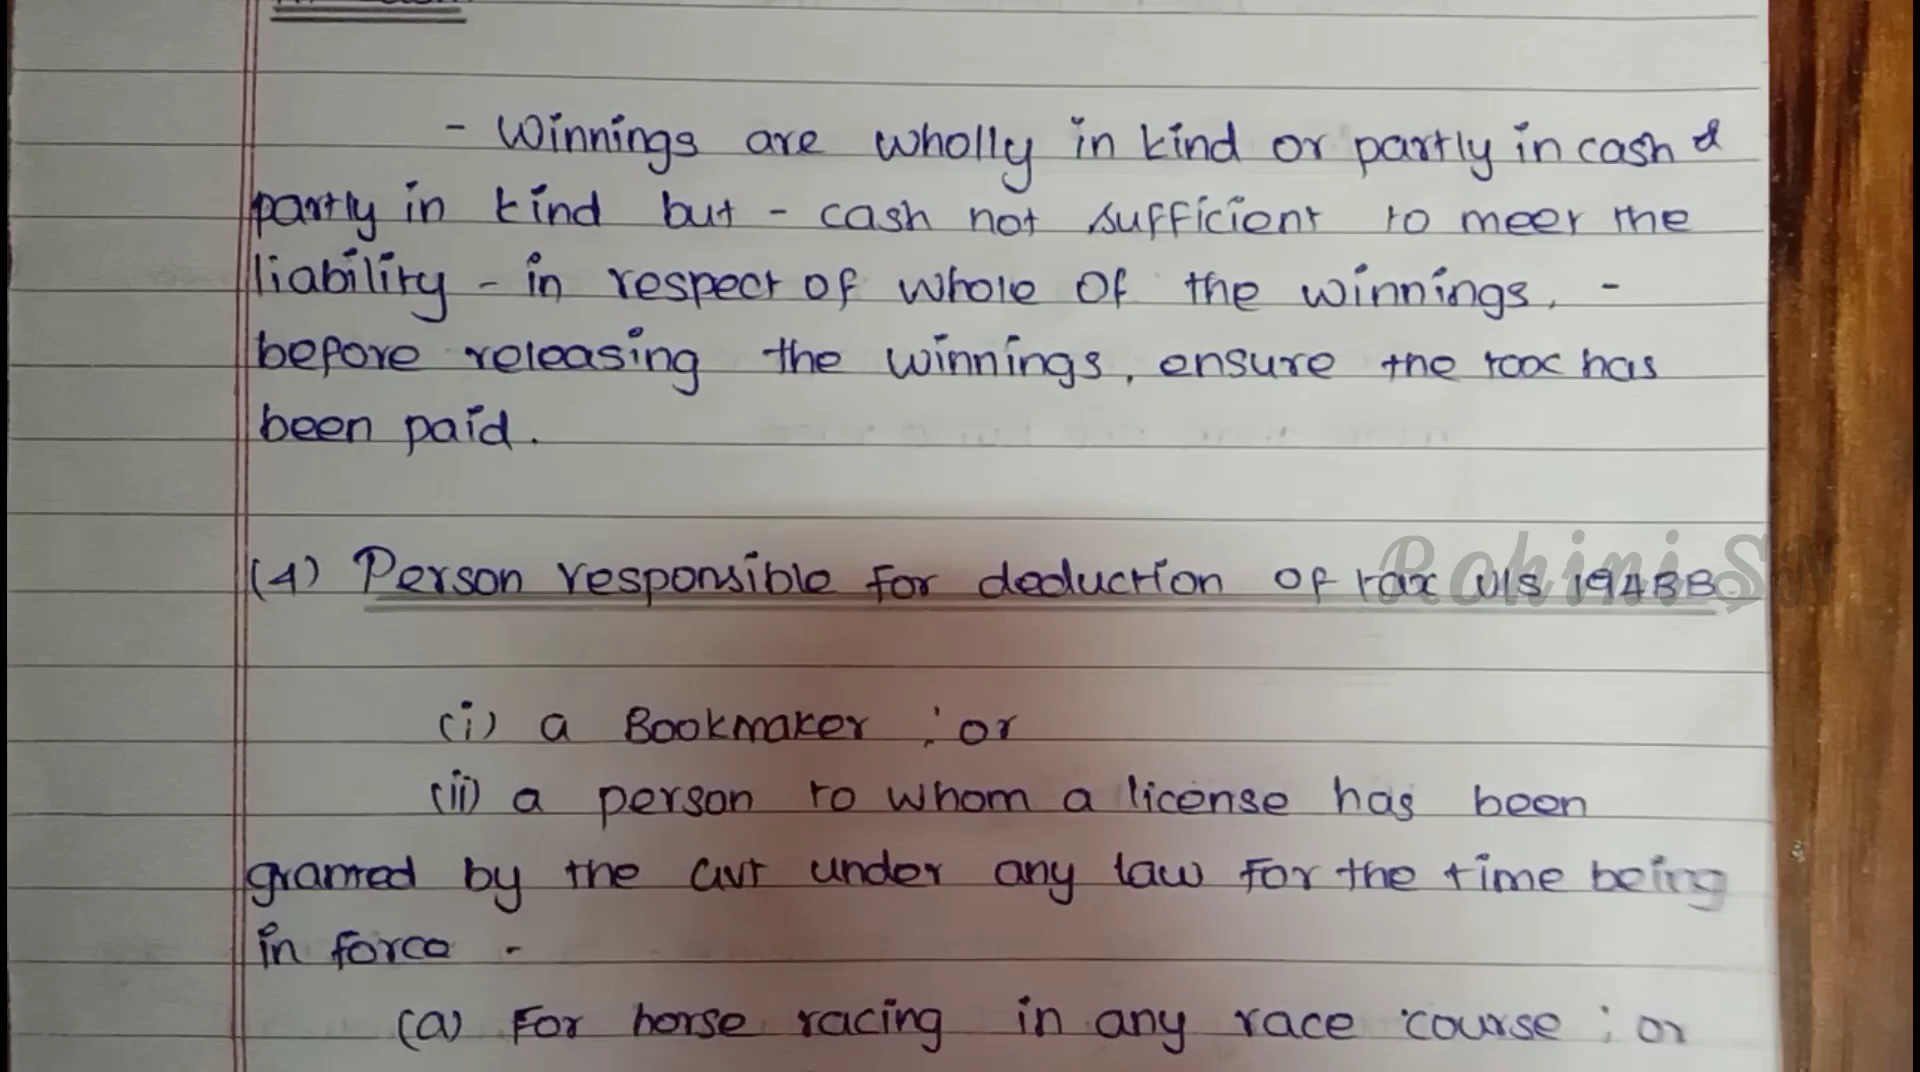 - Winnings are wholly in kind or partly in cash &
partly in kind but - cash not sufficient to meet the
liability - in respect of whole of the winnings, -
before releasing the winnings, ensure the tax has
been paid.
(4) Person responsible for deduction of tax u/s 194BB
Rohini SN
(i) a Bookmaker ; or
(ii) a person to whom a license has been
granted by the Gvt under any law for the time being
in force -
(a) For horse racing in any race course ; or